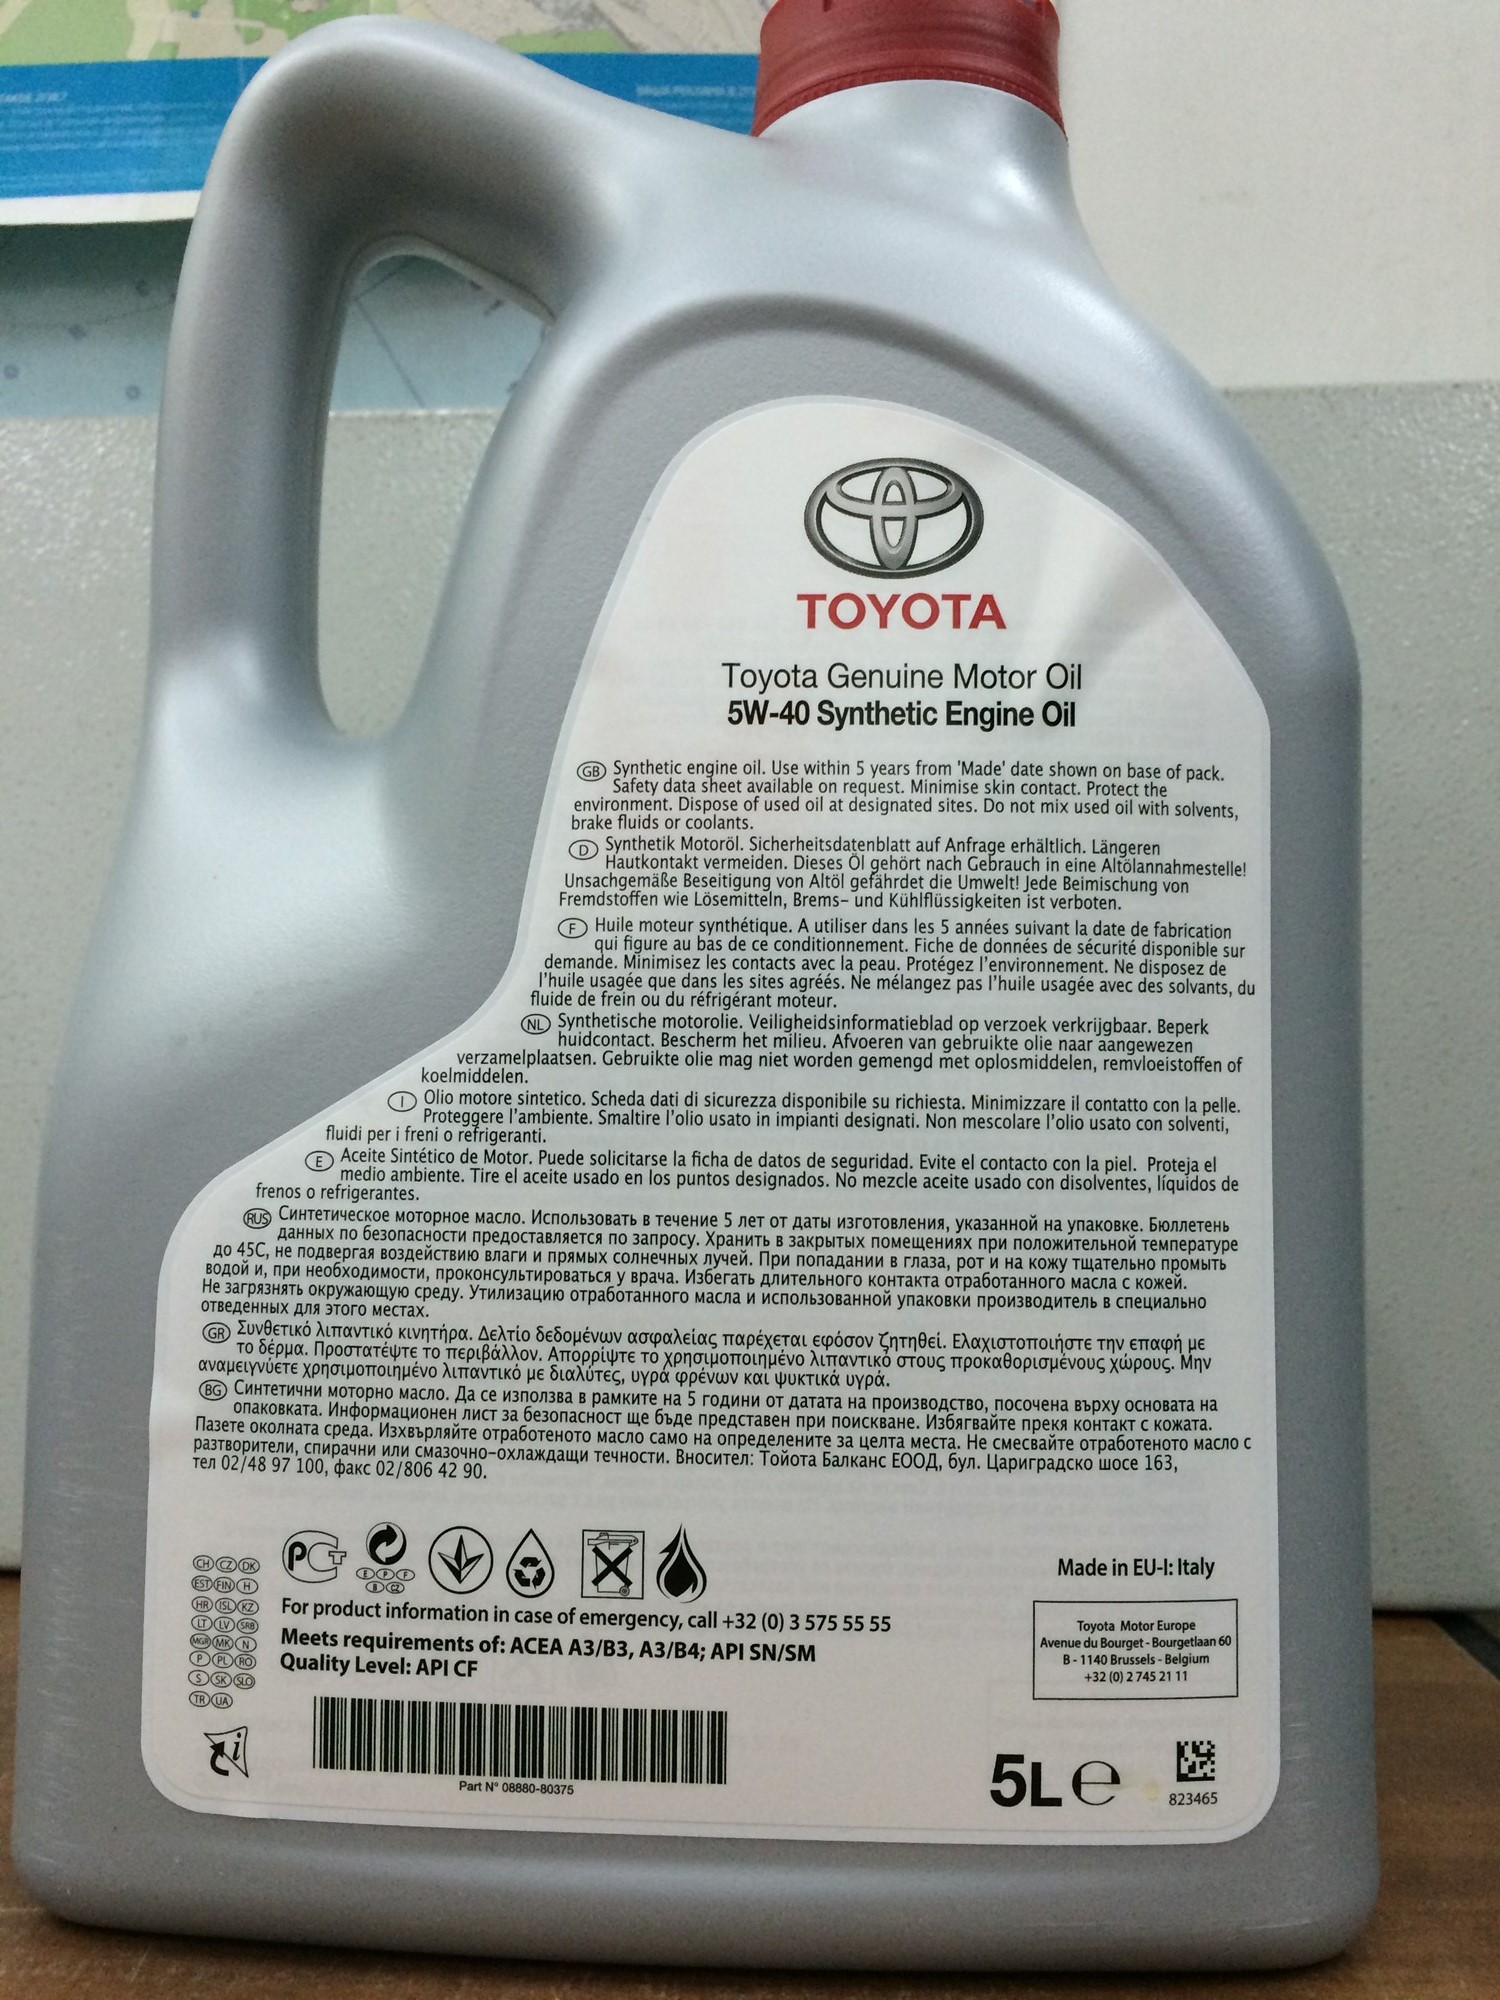 TOYOTA
Toyota Genuine Motor Oil
5W-40 Synthetic Engine Oil
GB Synthetic engine oil. Use within 5 years from 'Made' date shown on base of pack.
Safety data sheet available on request. Minimise skin contact. Protect the
environment. Dispose of used oil at designated sites. Do not mix used oil with solvents,
brake fluids or coolants.
D Synthetik Motoröl. Sicherheitsdatenblatt auf Anfrage erhältlich. Längeren
Hautkontakt vermeiden. Dieses Öl gehört nach Gebrauch in eine Altölannahmestelle!
Unsachgemäße Beseitigung von Altöl gefährdet die Umwelt! Jede Beimischung von
Fremdstoffen wie Lösemitteln, Brems- und Kühlflüssigkeiten ist verboten.
F Huile moteur synthétique. A utiliser dans les 5 années suivant la date de fabrication
qui figure au bas de ce conditionnement. Fiche de données de sécurité disponible sur
demande. Minimisez les contacts avec la peau. Protégez l'environnement. Ne disposez de
l'huile usagée que dans les sites agréés. Ne mélangez pas l'huile usagée avec des solvants, du
fluide de frein ou du réfrigérant moteur.
NL Synthetische motorolie. Veiligheidsinformatieblad op verzoek verkrijgbaar. Beperk
huidcontact. Bescherm het milieu. Afvoeren van gebruikte olie naar aangewezen
verzamelplaatsen. Gebruikte olie mag niet worden gemengd met oplosmiddelen, remvloeistoffen of
koelmiddelen.
I Olio motore sintetico. Scheda dati di sicurezza disponibile su richiesta. Minimizzare il contatto con la pelle.
Proteggere l'ambiente. Smaltire l'olio usato in impianti designati. Non mescolare l'olio usato con solventi,
fluidi per i freni o refrigeranti.
E Aceite Sintético de Motor. Puede solicitarse la ficha de datos de seguridad. Evite el contacto con la piel. Proteja el
medio ambiente. Tire el aceite usado en los puntos designados. No mezcle aceite usado con disolventes, líquidos de
frenos o refrigerantes.
RUS Синтетическое моторное масло. Использовать в течение 5 лет от даты изготовления, указанной на упаковке. Бюллетень
данных по безопасности предоставляется по запросу. Хранить в закрытых помещениях при положительной температуре
до 45С, не подвергая воздействию влаги и прямых солнечных лучей. При попадании в глаза, рот и на кожу тщательно промыть
водой и, при необходимости, проконсультироваться у врача. Избегать длительного контакта отработанного масла с кожей.
Не загрязнять окружающую среду. Утилизацию отработанного масла и использованной упаковки производитель в специально
отведенных для этого местах.
GR Συνθετικό λιπαντικό κινητήρα. Δελτίο δεδομένων ασφαλείας παρέχεται εφόσον ζητηθεί. Ελαχιστοποιήστε την επαφή με
το δέρμα. Προστατέψτε το περιβάλλον. Απορρίψτε το χρησιμοποιημένο λιπαντικό στους προκαθορισμένους χώρους. Μην
αναμειγνύετε χρησιμοποιημένο λιπαντικό με διαλύτες, υγρά φρένων και ψυκτικά υγρά.
BG Синтетични моторно масло. Да се използва в рамките на 5 години от датата на производство, посочена върху основата на
опаковката. Информационен лист за безопасност ще бъде представен при поискване. Избягвайте прекя контакт с кожата.
Пазете околната среда. Изхвърляйте отработеното масло само на определените за целта места. Не смесвайте отработеното масло с
разтворители, спирачни или смазочно-охлаждащи течности. Вносител: Тойота Балканс ЕООД, бул. Цариградско шосе 163,
тел 02/48 97 100, факс 02/806 42 90.
CH CZ DK
EST FIN H
HR ISL KZ
LT LV SRB
MGR MK N
P PL RO
S SK SLO
TR UA
E P F
B CZ
For product information in case of emergency, call +32 (0) 3 575 55 55
Meets requirements of: ACEA A3/B3, A3/B4; API SN/SM
Quality Level: API CF
Part N° 08880-80375
Made in EU-I: Italy
Toyota Motor Europe
Avenue du Bourget - Bourgetlaan 60
B - 1140 Brussels - Belgium
+32 (0) 2 745 21 11
5L e
823465